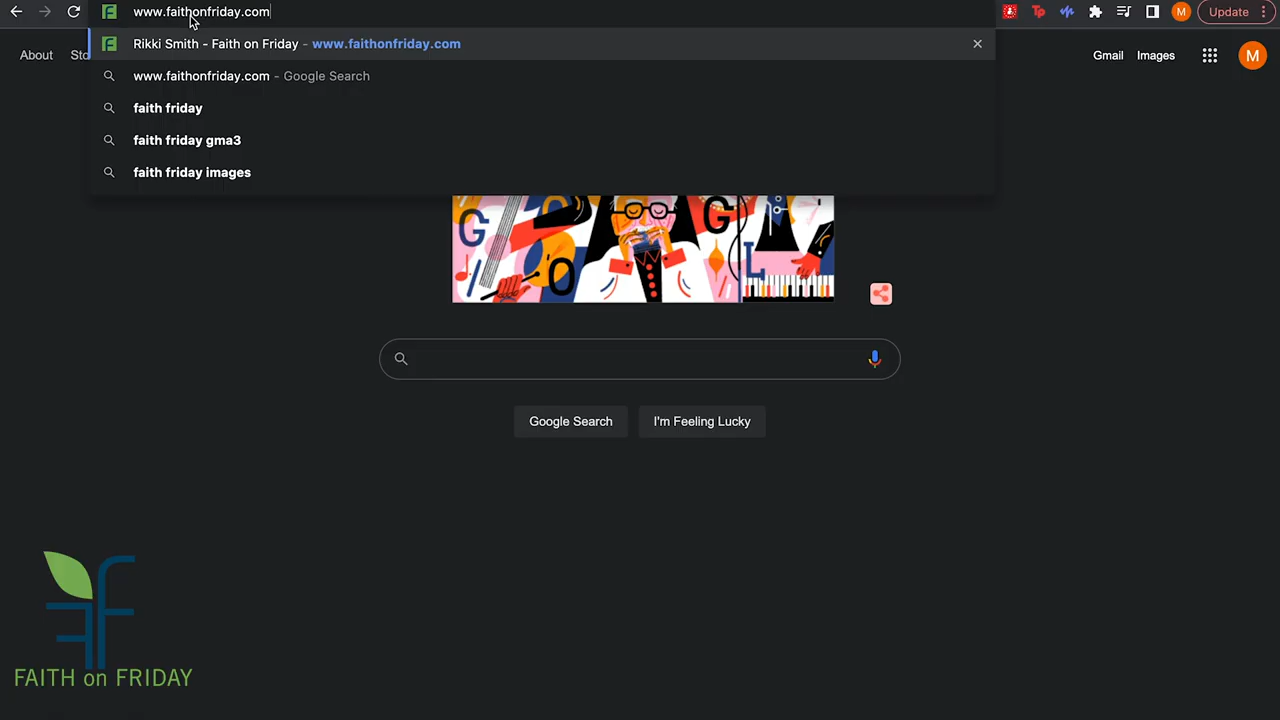 www.faithonfriday.com
Update
M
Rikki Smith - Faith on Friday - www.faithonfriday.com
www.faithonfriday.com - Google Search
faith friday
faith friday gma3
faith friday images
About
Gmail
Images
M
G O O G L
Google Search
I'm Feeling Lucky
FAITH on FRIDAY